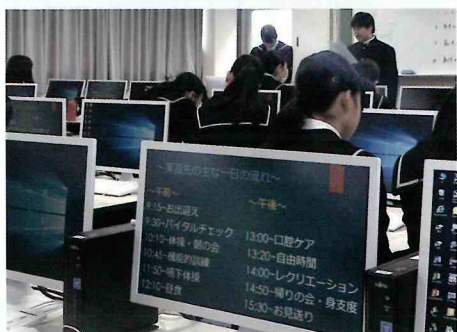 ~実習先の主な一日の流れ~
~午前~
9:15~お出迎え
9:30~バイタルチェック
10:10~体操・朝の会
10:45~機能的訓練
11:50~嚥下体操
12:10~昼食
~午後~
13:00~口腔ケア
13:20~自由時間
14:00~レクリエーション
14:50~帰りの会・身支度
15:30~お見送り